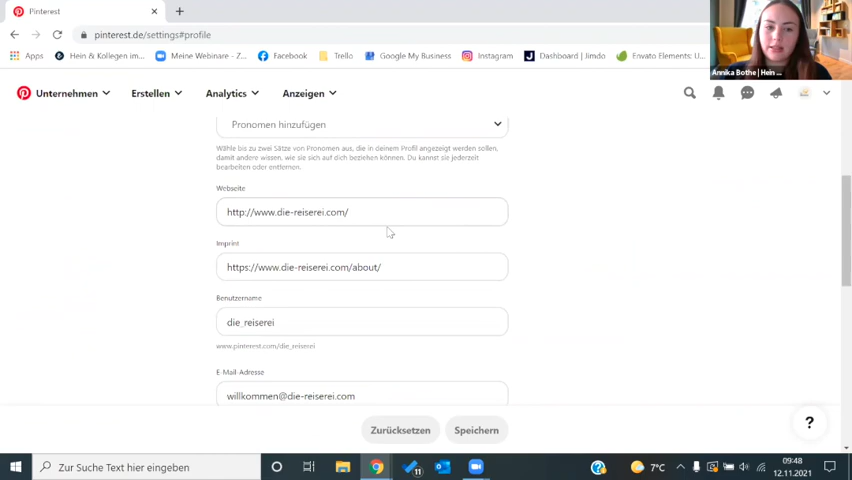 Pinterest
pinterest.de/settings#profile
Apps
Hein & Kollegen im...
Meine Webinare - Z...
Facebook
Trello
Google My Business
Instagram
Dashboard | Jimdo
Envato Elements: U...
Annika Bothe | Hein ...
Unternehmen
Erstellen
Analytics
Anzeigen
Pronomen hinzufügen
Wähle bis zu zwei Sätze von Pronomen aus, die in deinem Profil angezeigt werden sollen,
damit andere wissen, wie sie sich auf dich beziehen können. Du kannst sie jederzeit
bearbeiten oder entfernen.
Webseite
http://www.die-reiserei.com/
Imprint
https://www.die-reiserei.com/about/
Benutzername
die_reiserei
www.pinterest.com/die_reiserei
E-Mail-Adresse
willkommen@die-reiserei.com
Zurücksetzen
Speichern
?
Zur Suche Text hier eingeben
11
7°C
09:48
12.11.2021